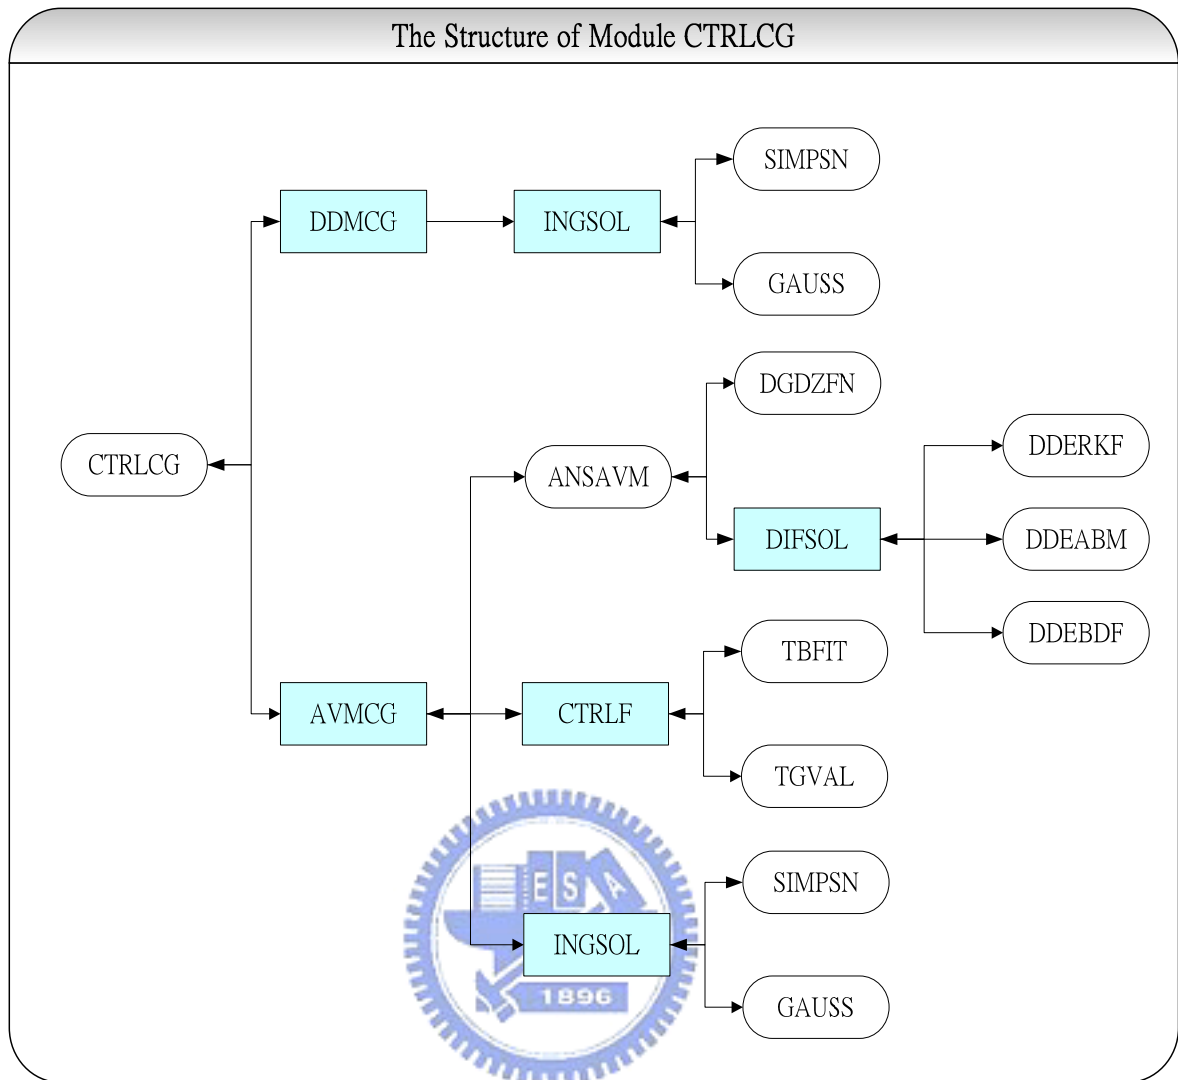 The Structure of Module CTRLCG
SIMPSN
DDMCG
INGSOL
GAUSS
DGDZFN
DDERKF
CTRLCG
ANSAVM
DIFSOL
DDEABM
DDEBDF
TBFIT
AVMCG
CTRLF
TGVAL
SIMPSN
E S A
INGSOL
1896
GAUSS